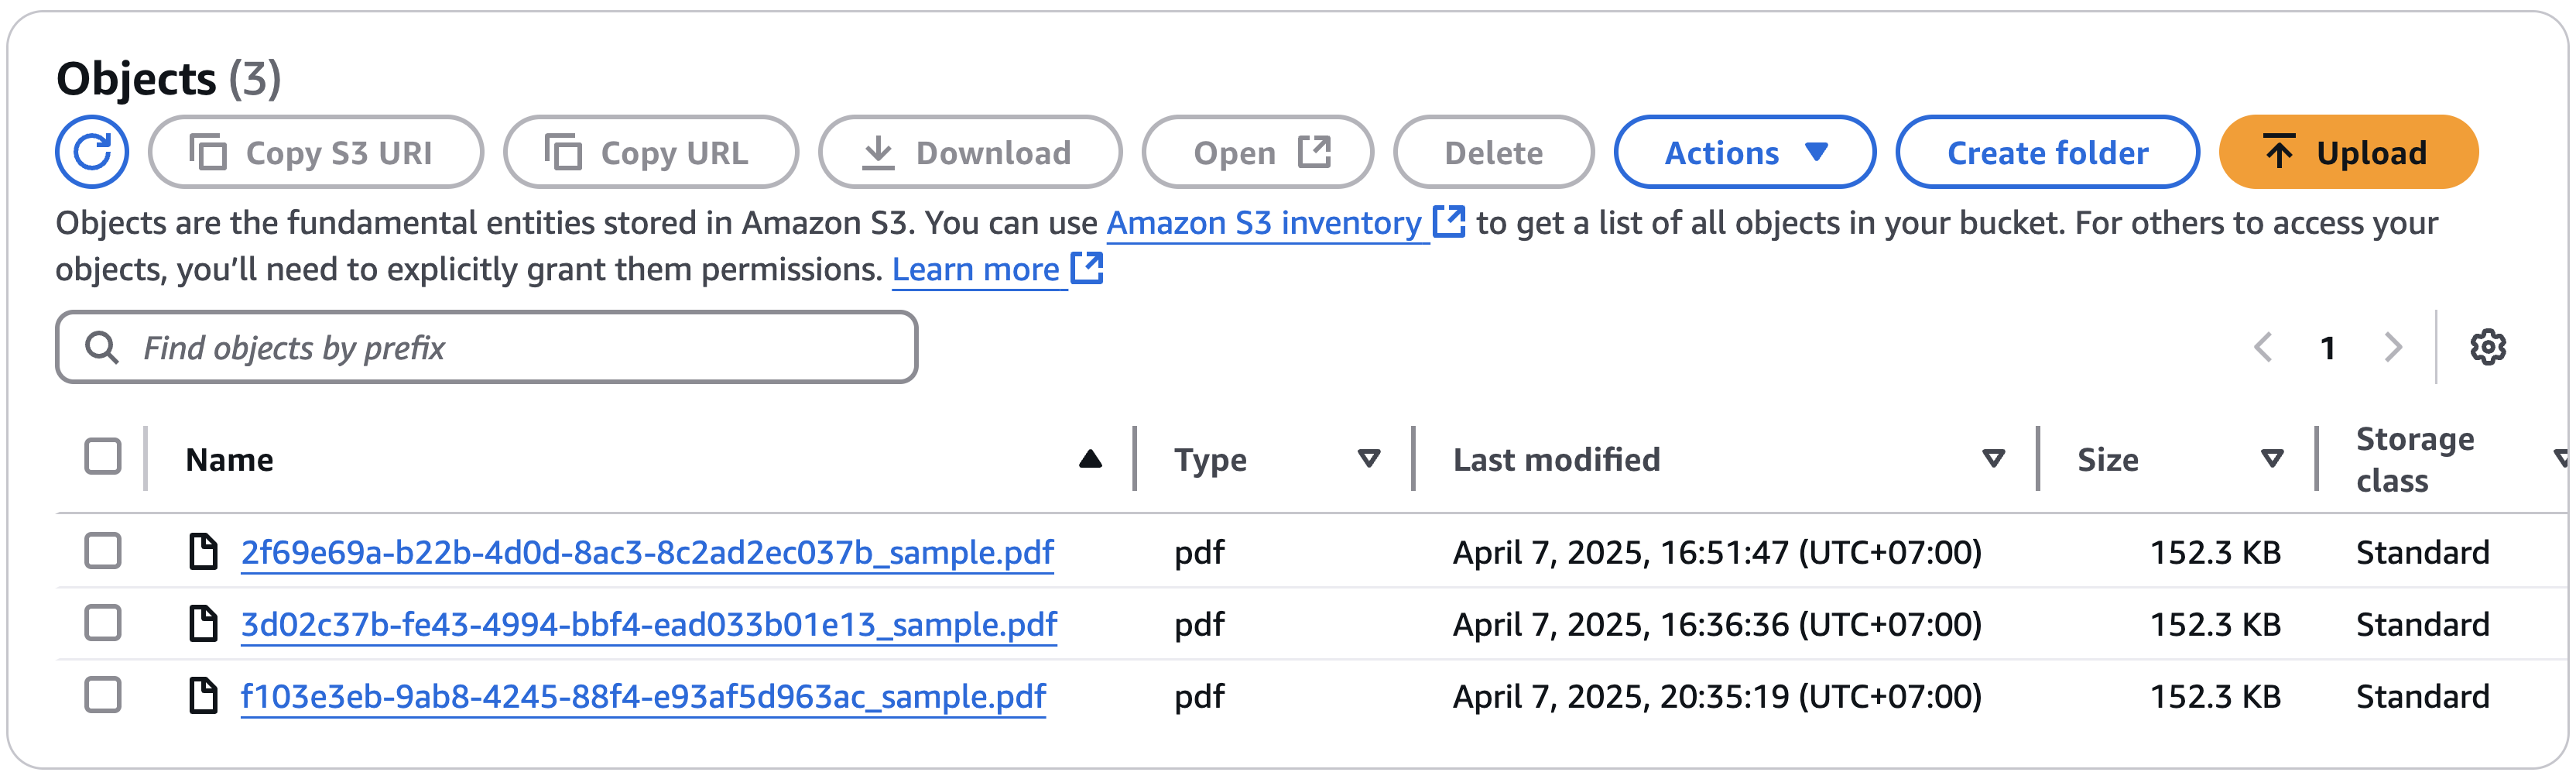 Objects (3)
Copy S3 URI Copy URL Download Open Delete Actions Create folder Upload
Objects are the fundamental entities stored in Amazon S3. You can use Amazon S3 inventory to get a list of all objects in your bucket. For others to access your
objects, you’ll need to explicitly grant them permissions. Learn more
Find objects by prefix 1
Name Type Last modified Size Storage class
2f69e69a-b22b-4d0d-8ac3-8c2ad2ec037b_sample.pdf pdf April 7, 2025, 16:51:47 (UTC+07:00) 152.3 KB Standard
3d02c37b-fe43-4994-bbf4-ead033b01e13_sample.pdf pdf April 7, 2025, 16:36:36 (UTC+07:00) 152.3 KB Standard
f103e3eb-9ab8-4245-88f4-e93af5d963ac_sample.pdf pdf April 7, 2025, 20:35:19 (UTC+07:00) 152.3 KB Standard